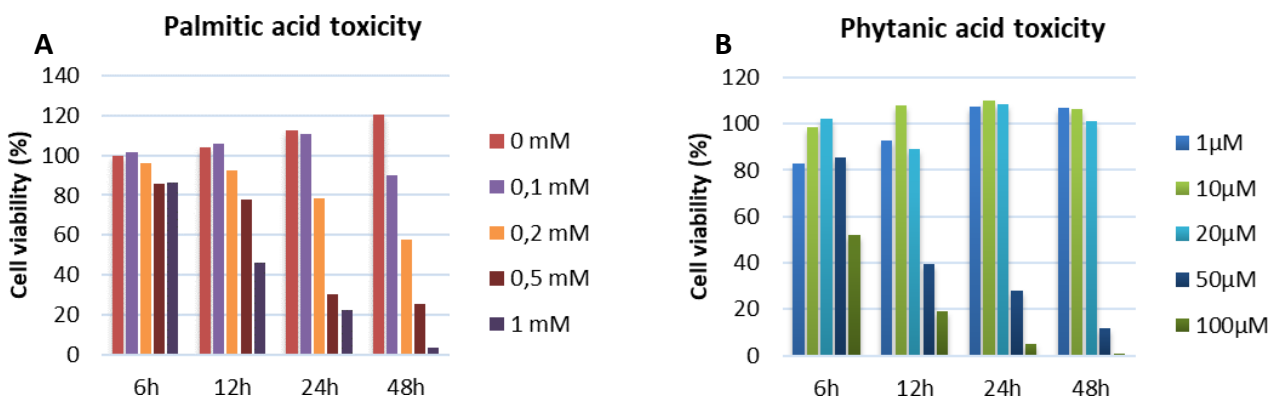 A
Palmitic acid toxicity
Cell viability (%)
140
120
100
80
60
40
20
0
6h
12h
24h
48h
0 mM
0,1 mM
0,2 mM
0,5 mM
1 mM
B
Phytanic acid toxicity
Cell viability (%)
120
100
80
60
40
20
0
6h
12h
24h
48h
1µM
10µM
20µM
50µM
100µM